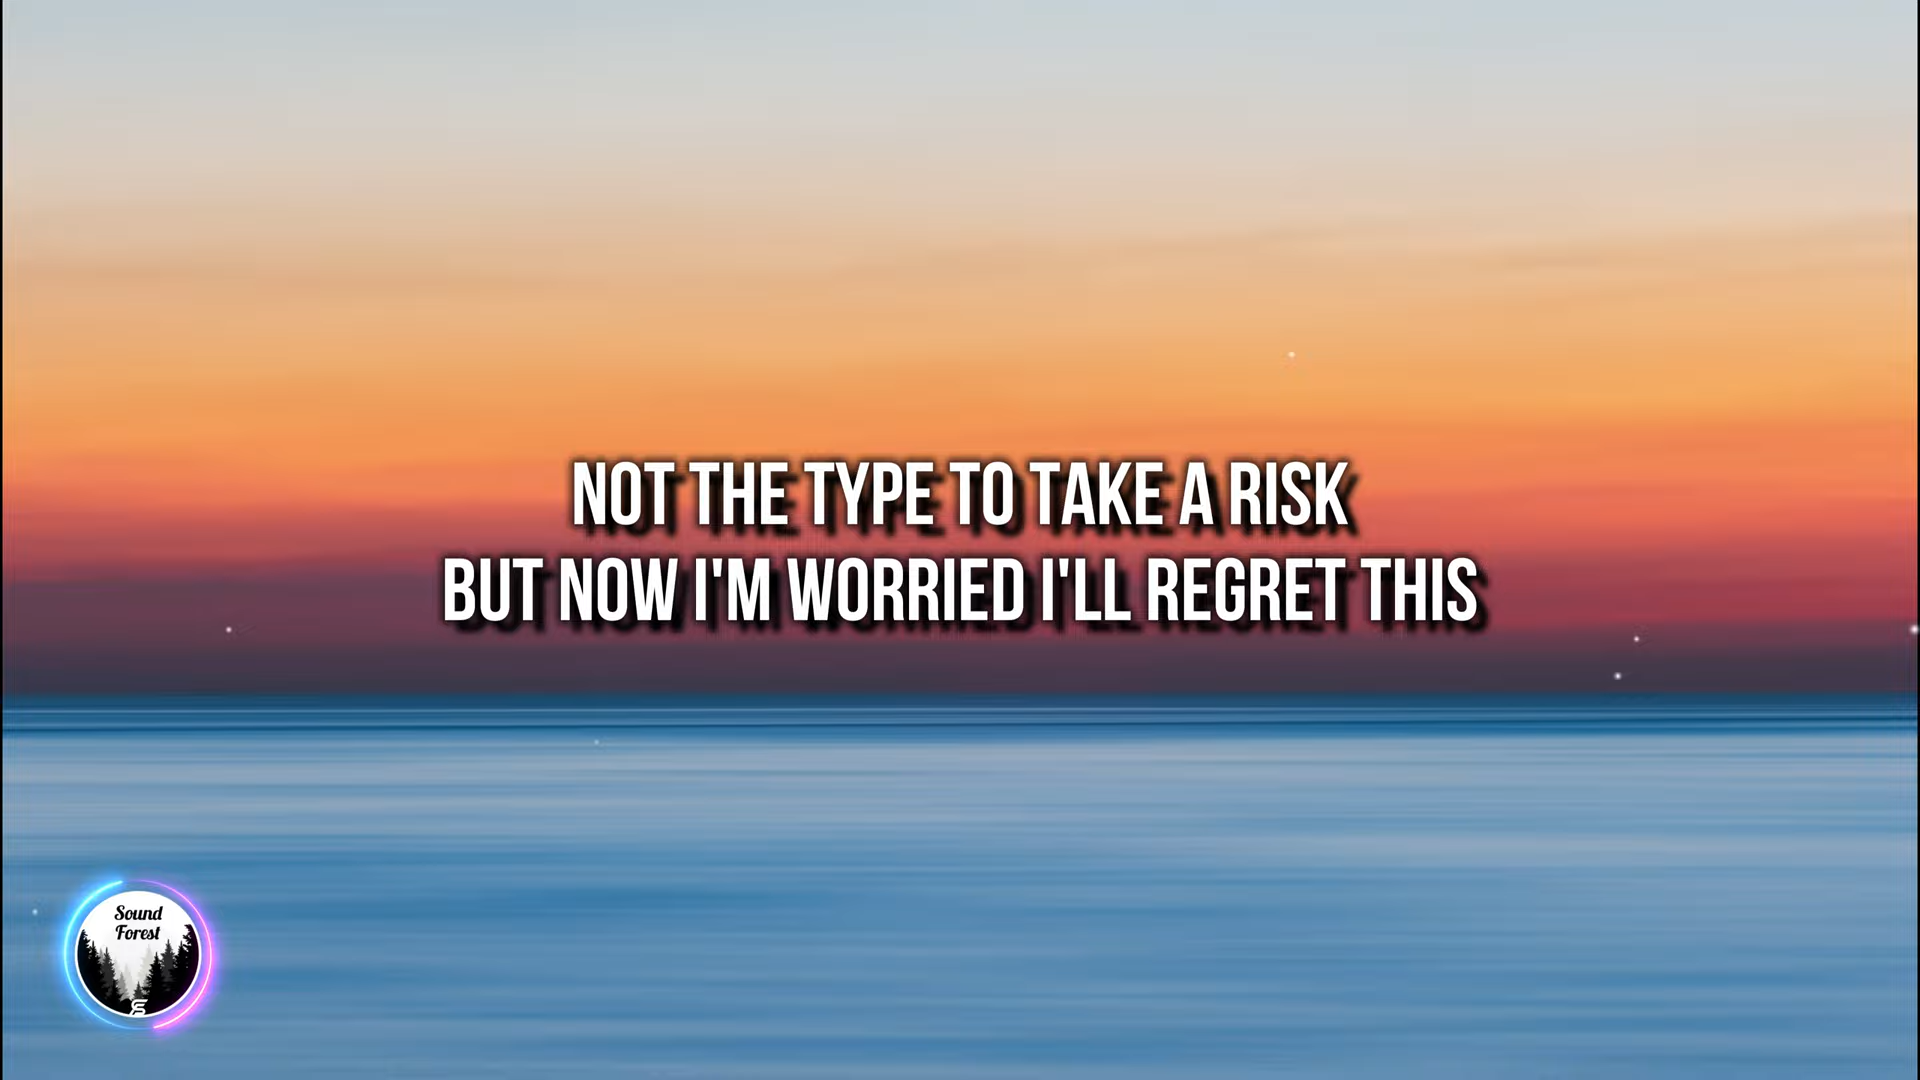 NOT THE TYPE TO TAKE A RISK
BUT NOW I'M WORRIED I'LL REGRET THIS
Sound
Forest